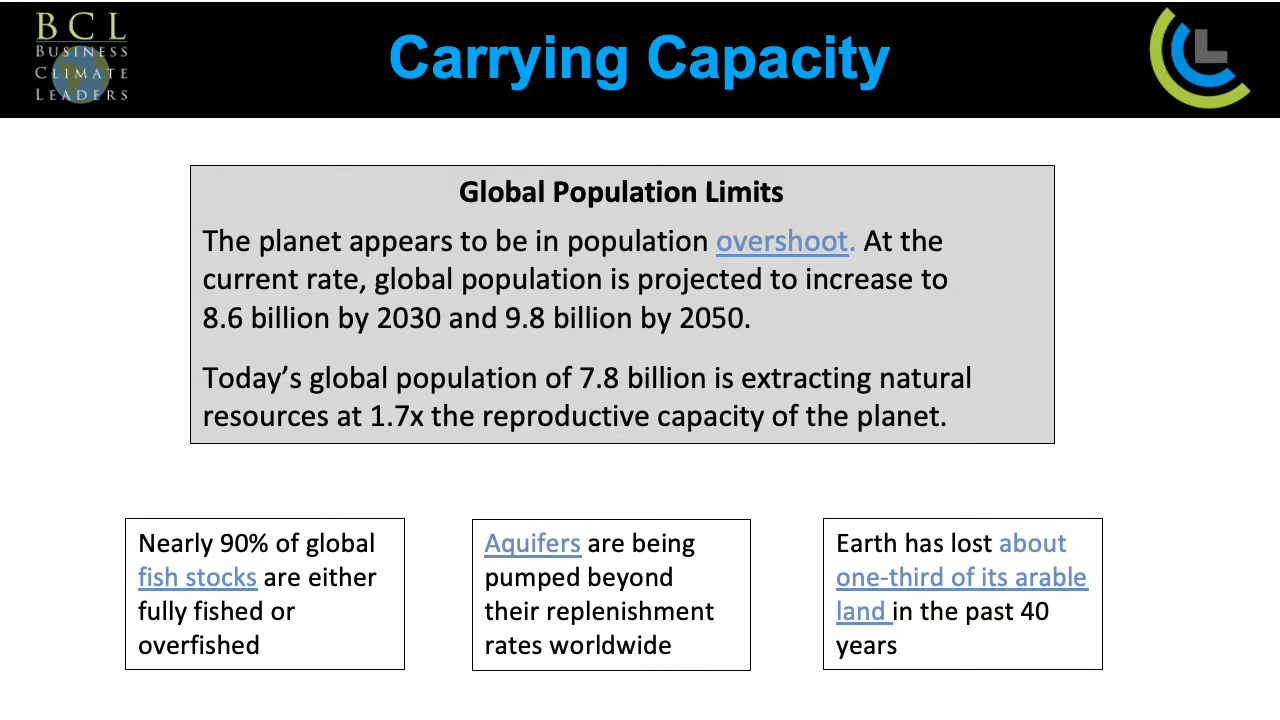 B C L
BUSINESS
CLIMATE
LEADERS
Carrying Capacity
Global Population Limits
The planet appears to be in population overshoot. At the
current rate, global population is projected to increase to
8.6 billion by 2030 and 9.8 billion by 2050.
Today’s global population of 7.8 billion is extracting natural
resources at 1.7x the reproductive capacity of the planet.
Nearly 90% of global
fish stocks are either
fully fished or
overfished
Aquifers are being
pumped beyond
their replenishment
rates worldwide
Earth has lost about
one-third of its arable
land in the past 40
years